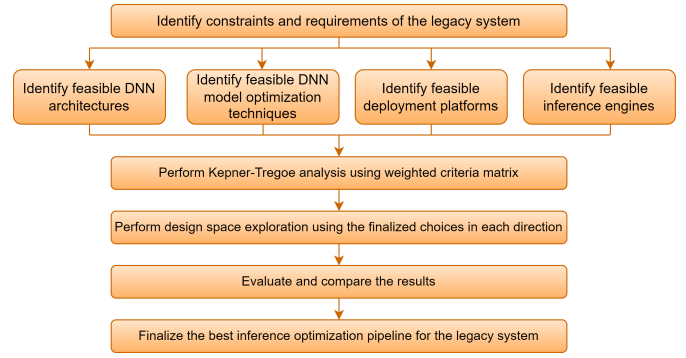 Identify constraints and requirements of the legacy system
Identify feasible DNN
architectures
Identify feasible DNN
model optimization
techniques
Identify feasible
deployment platforms
Identify feasible
inference engines
Perform Kepner-Tregoe analysis using weighted criteria matrix
Perform design space exploration using the finalized choices in each direction
Evaluate and compare the results
Finalize the best inference optimization pipeline for the legacy system